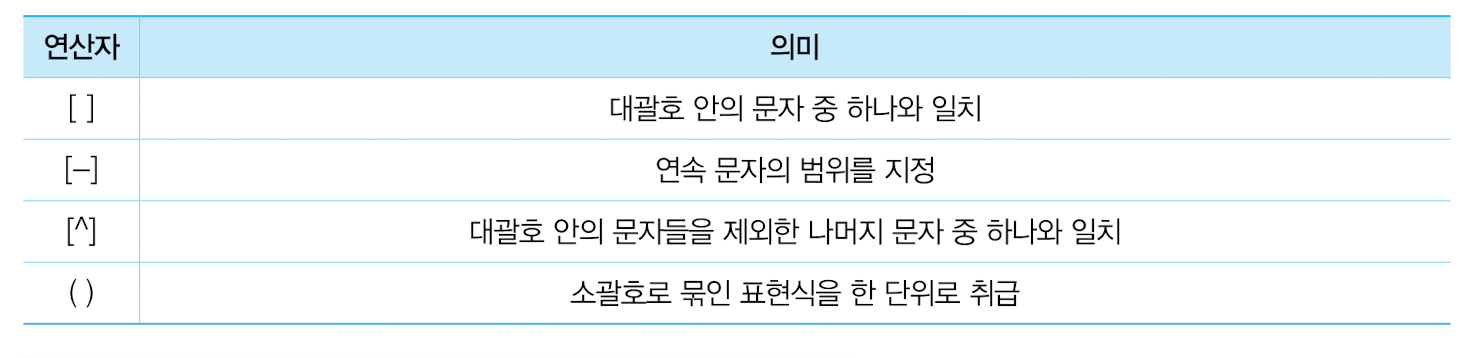 연산자 의미
[ ] 대괄호 안의 문자 중 하나와 일치
[–] 연속 문자의 범위를 지정
[^] 대괄호 안의 문자들을 제외한 나머지 문자 중 하나와 일치
( ) 소괄호로 묶인 표현식을 한 단위로 취급